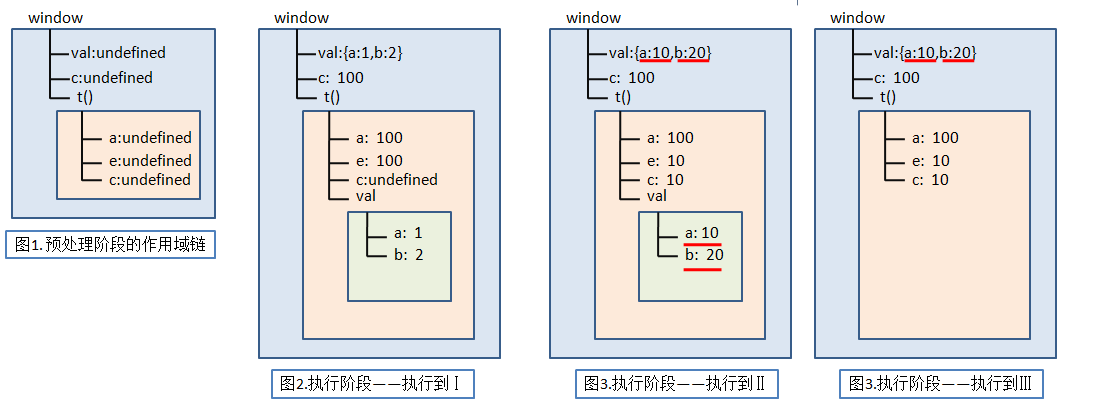 window
val:undefined
c:undefined
t()
a:undefined
e:undefined
c:undefined
图1.预处理阶段的作用域链
window
val:{a:1,b:2}
c: 100
t()
a: 100
e: 100
c:undefined
val
a: 1
b: 2
图2.执行阶段——执行到Ⅰ
window
val:{a:10,b:20}
c: 100
t()
a: 100
e: 10
c: 10
val
a: 10
b: 20
图3.执行阶段——执行到Ⅱ
window
val:{a:10,b:20}
c: 100
t()
a: 100
e: 10
c: 10
图3.执行阶段——执行到Ⅲ